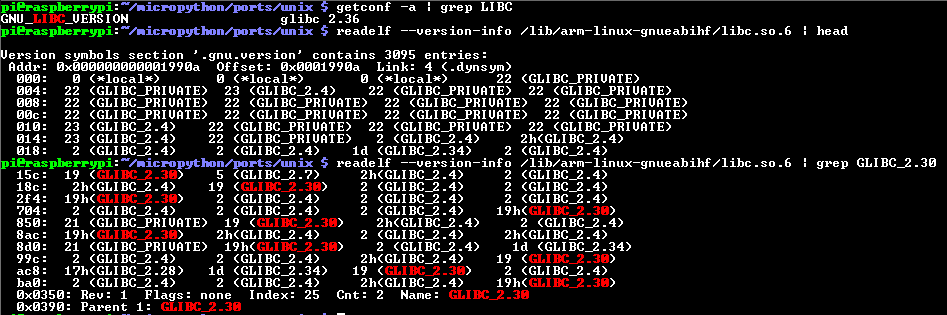 pi@raspberrypi:~/micropython/ports/unix $ getconf -a | grep LIBC
GNU_LIBC_VERSION                   glibc 2.36
pi@raspberrypi:~/micropython/ports/unix $ readelf --version-info /lib/arm-linux-gnueabihf/libc.so.6 | head

Version symbols section '.gnu.version' contains 3095 entries:
 Addr: 0x000000000001990a  Offset: 0x0001990a  Link: 4 (.dynsym)
  000:   0 (*local*)       0 (*local*)       0 (*local*)      22 (GLIBC_PRIVATE)
  004:  22 (GLIBC_PRIVATE)  23 (GLIBC_2.4)    22 (GLIBC_PRIVATE)  22 (GLIBC_PRIVATE)
  008:  22 (GLIBC_PRIVATE)  22 (GLIBC_PRIVATE)  22 (GLIBC_PRIVATE)  22 (GLIBC_PRIVATE)
  00c:  22 (GLIBC_PRIVATE)  22 (GLIBC_PRIVATE)  22 (GLIBC_PRIVATE)  22 (GLIBC_PRIVATE)
  010:  23 (GLIBC_2.4)    22 (GLIBC_PRIVATE)  22 (GLIBC_PRIVATE)  22 (GLIBC_PRIVATE)
  014:  23 (GLIBC_2.4)    22 (GLIBC_PRIVATE)   2 (GLIBC_2.4)     2h(GLIBC_2.4)
  018:   2 (GLIBC_2.4)     2 (GLIBC_2.4)    1d (GLIBC_2.34)    2 (GLIBC_2.4)
pi@raspberrypi:~/micropython/ports/unix $ readelf --version-info /lib/arm-linux-gnueabihf/libc.so.6 | grep GLIBC_2.30
  15c:  19 (GLIBC_2.30)    5 (GLIBC_2.7)     2h(GLIBC_2.4)     2 (GLIBC_2.4)
  18c:   2h(GLIBC_2.4)    19 (GLIBC_2.30)    2 (GLIBC_2.4)     2 (GLIBC_2.4)
  2f4:  19h(GLIBC_2.30)    2 (GLIBC_2.4)     2 (GLIBC_2.4)     2 (GLIBC_2.4)
  704:   2 (GLIBC_2.4)     2 (GLIBC_2.4)     2h(GLIBC_2.4)    19h(GLIBC_2.30)
  850:  21 (GLIBC_PRIVATE)  19 (GLIBC_2.30)    2 (GLIBC_2.4)     2 (GLIBC_2.4)
  8ac:  19h(GLIBC_2.30)    2h(GLIBC_2.4)     2h(GLIBC_2.4)     2 (GLIBC_2.4)
  8d0:  21 (GLIBC_PRIVATE)  19h(GLIBC_2.30)    2 (GLIBC_2.4)    1d (GLIBC_2.34)
  99c:   2 (GLIBC_2.4)     2 (GLIBC_2.4)     2h(GLIBC_2.4)    19 (GLIBC_2.30)
  ac8:  17h(GLIBC_2.28)   1d (GLIBC_2.34)   19 (GLIBC_2.30)    2 (GLIBC_2.4)
  ba0:   2 (GLIBC_2.4)     2 (GLIBC_2.4)     2h(GLIBC_2.4)    19h(GLIBC_2.30)
  0x0350: Rev: 1  Flags: none  Index: 25  Cnt: 2  Name: GLIBC_2.30
  0x0390: Parent 1: GLIBC_2.30